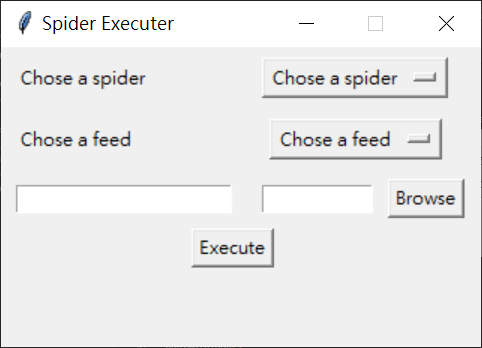 Spider Executer
Chose a spider Chose a spider
Chose a feed Chose a feed
Browse
Execute